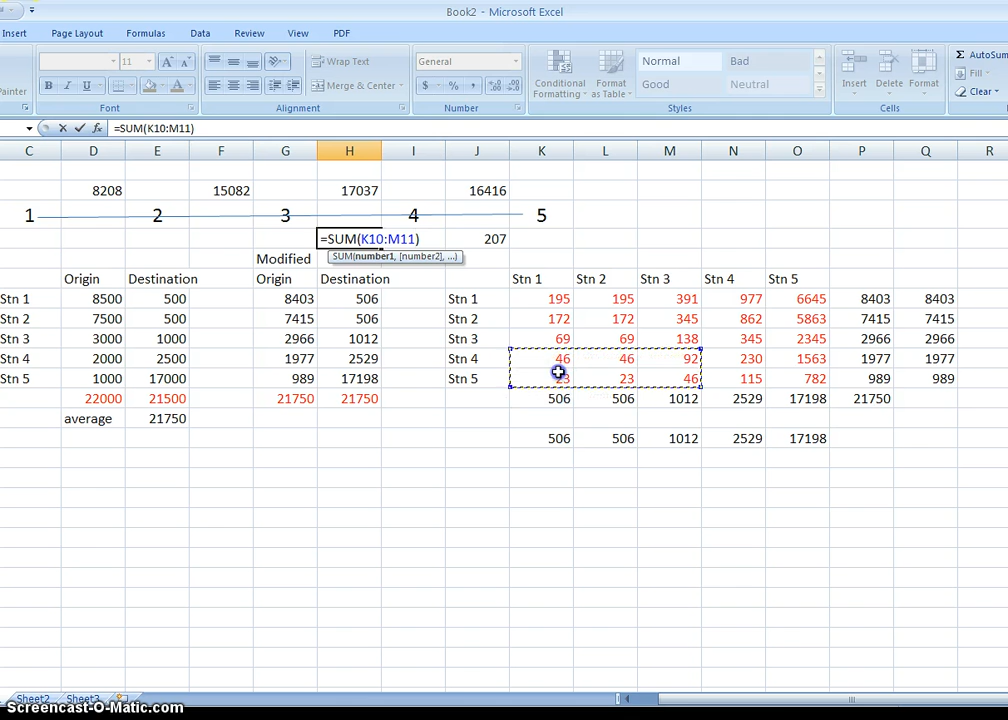 Book2 - Microsoft Excel
Insert Page Layout Formulas Data Review View PDF
11 A A Wrap Text General Normal Bad AutoSum
Painter B I U A Merge & Center $ % , Conditional Formatting Format as Table Good Neutral Insert Delete Format Fill Clear
Font Alignment Number Styles Cells
fx =SUM(K10:M11)
C D E F G H I J K L M N O P Q R
8208 15082 17037 16416
1 2 3 4 5
=SUM(K10:M11) 207
Modified SUM(number1, [number2], ...)
Origin Destination Origin Destination Stn 1 Stn 2 Stn 3 Stn 4 Stn 5
Stn 1 8500 500 8403 506 Stn 1 195 195 391 977 6645 8403 8403
Stn 2 7500 500 7415 506 Stn 2 172 172 345 862 5863 7415 7415
Stn 3 3000 1000 2966 1012 Stn 3 69 69 138 345 2345 2966 2966
Stn 4 2000 2500 1977 2529 Stn 4 46 46 92 230 1563 1977 1977
Stn 5 1000 17000 989 17198 Stn 5 23 23 46 115 782 989 989
22000 21500 21750 21750 506 506 1012 2529 17198 21750
average 21750
506 506 1012 2529 17198
Sheet2 Sheet3
Screencast-O-Matic.com